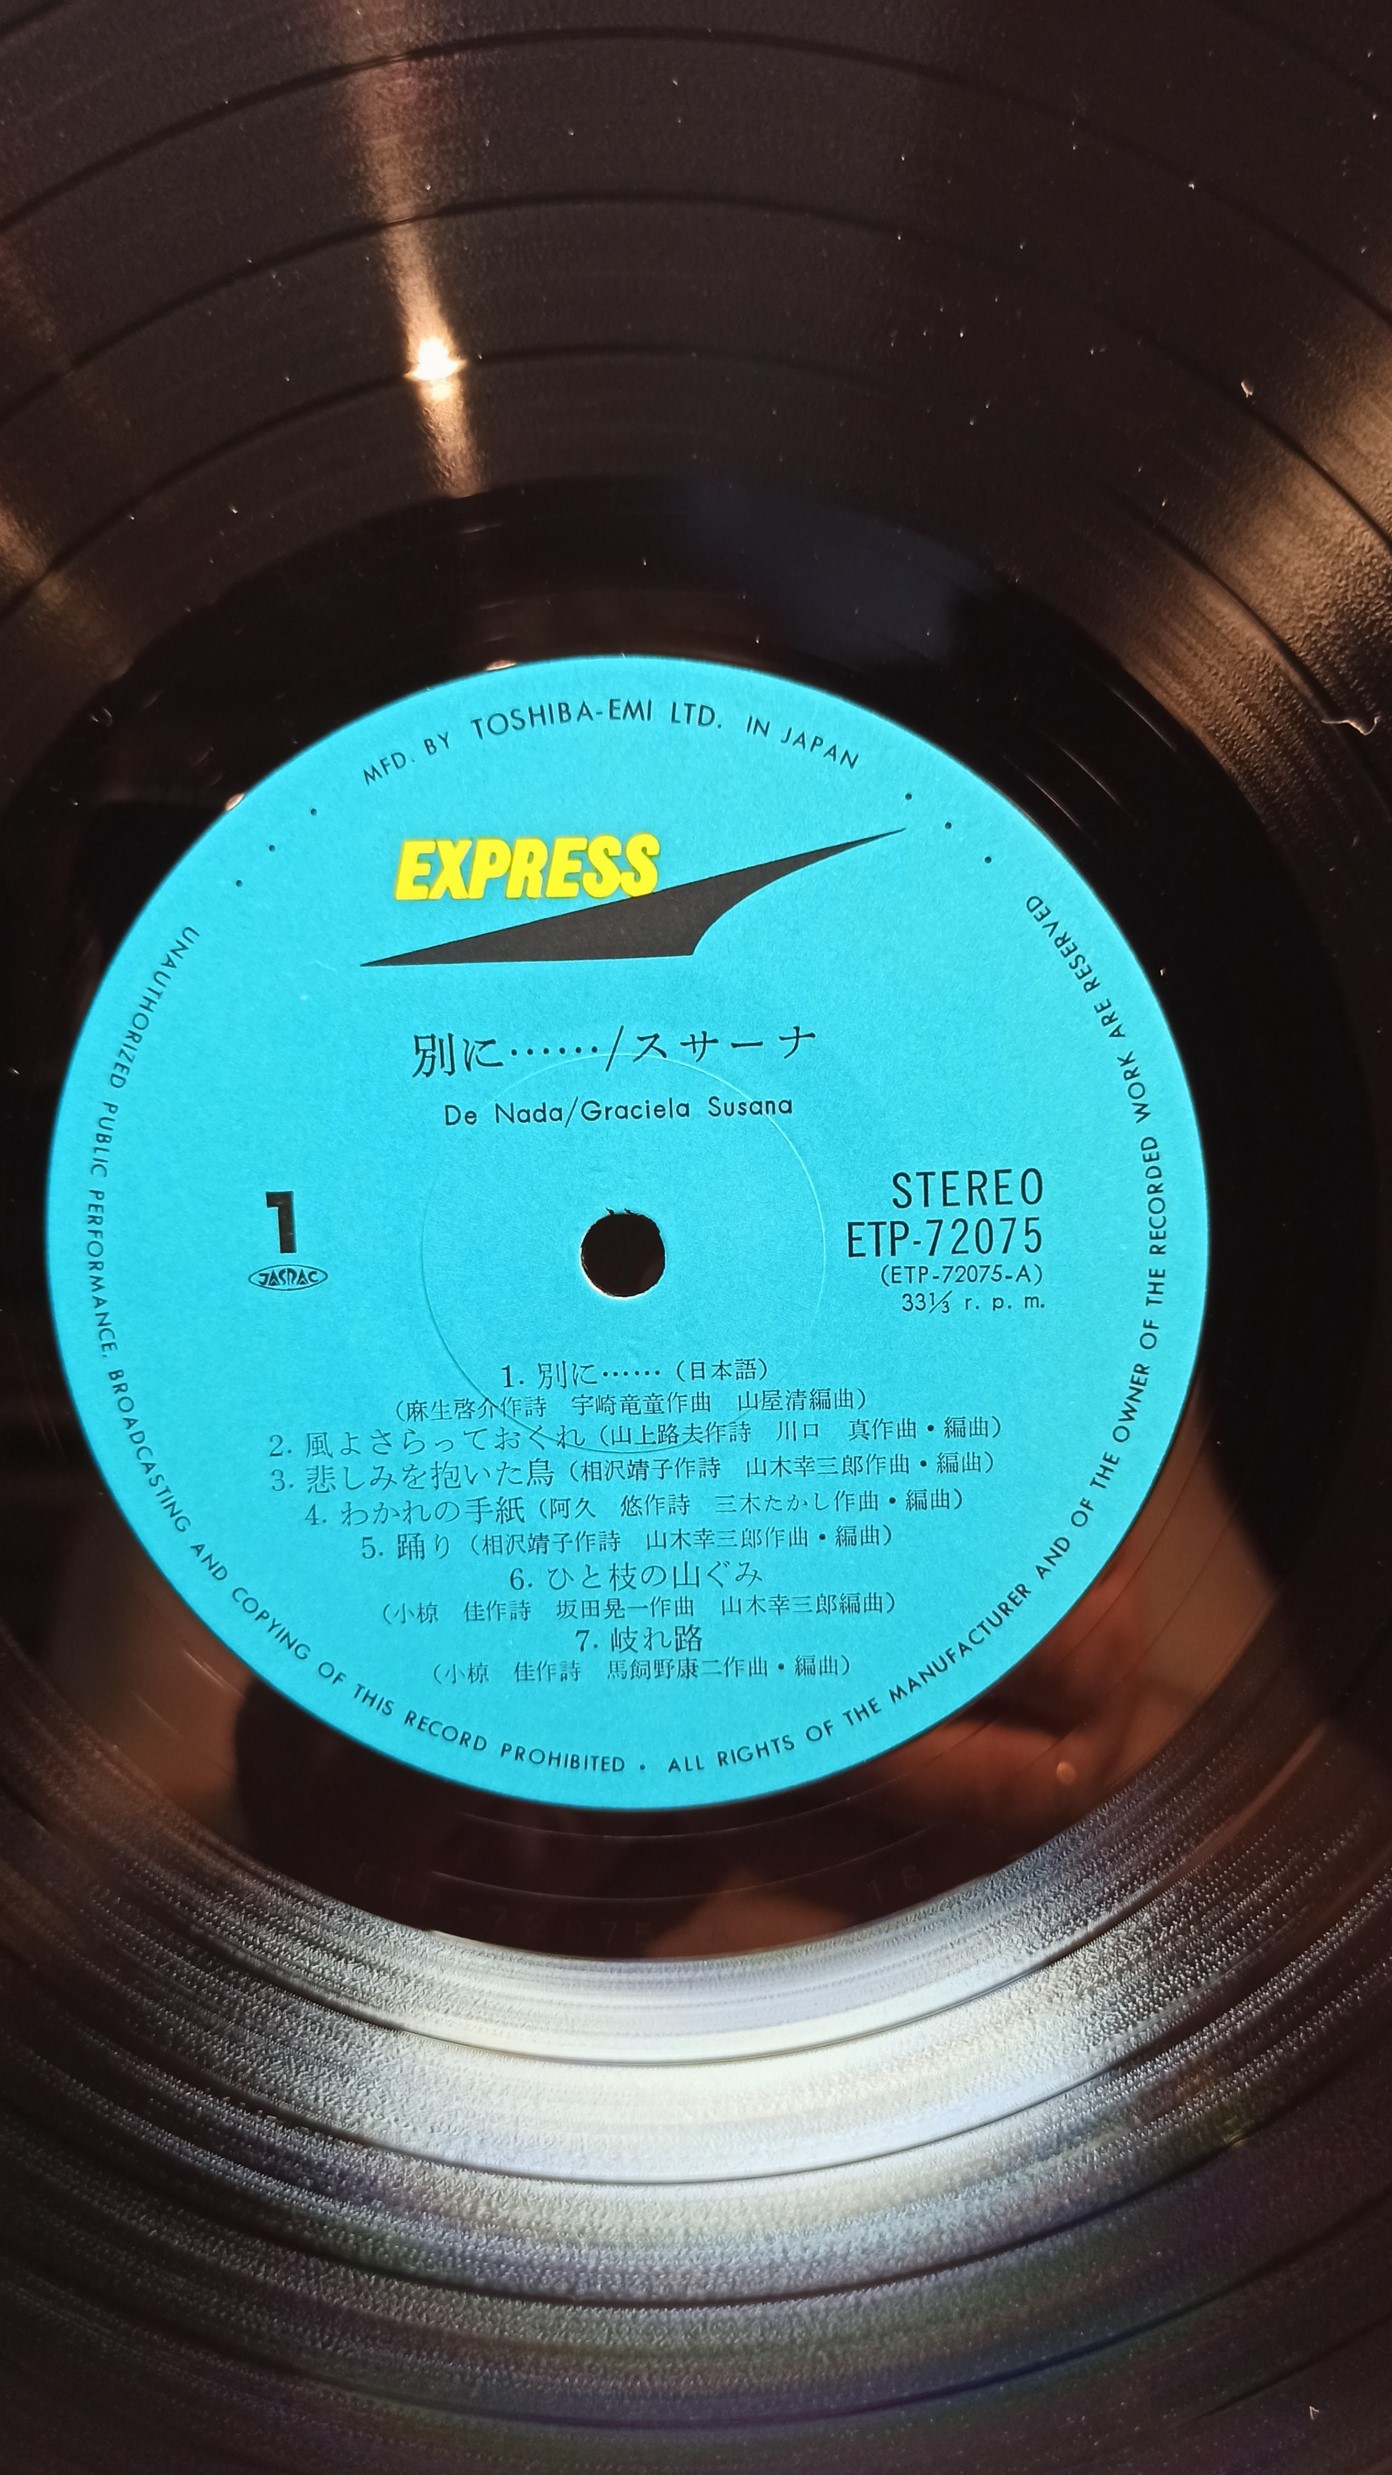 MFD. BY TOSHIBA-EMI LTD. IN JAPAN
EXPRESS
別に……/スサーナ
De Nada/Graciela Susana
1
JASRAC
STEREO
ETP-72075
(ETP-72075-A)
33⅓ r. p. m.
1. 別に……（日本語）
（麻生啓介作詩　宇崎竜童作曲　山屋清編曲）
2. 風よさらっておくれ（山上路夫作詩　川口　真作曲・編曲）
3. 悲しみを抱いた鳥（相沢靖子作詩　山木幸三郎作曲・編曲）
4. わかれの手紙（阿久　悠作詩　三木たかし作曲・編曲）
5. 踊り（相沢靖子作詩　山木幸三郎作曲・編曲）
6. ひと枝の山ぐみ
（小椋　佳作詩　坂田晃一作曲　山木幸三郎編曲）
7. 岐れ路
（小椋　佳作詩　馬飼野康二作曲・編曲）
UNAUTHORIZED PUBLIC PERFORMANCE, BROADCASTING AND COPYING OF THIS RECORD PROHIBITED • ALL RIGHTS OF THE MANUFACTURER AND OF THE OWNER OF THE RECORDED WORK ARE RESERVED